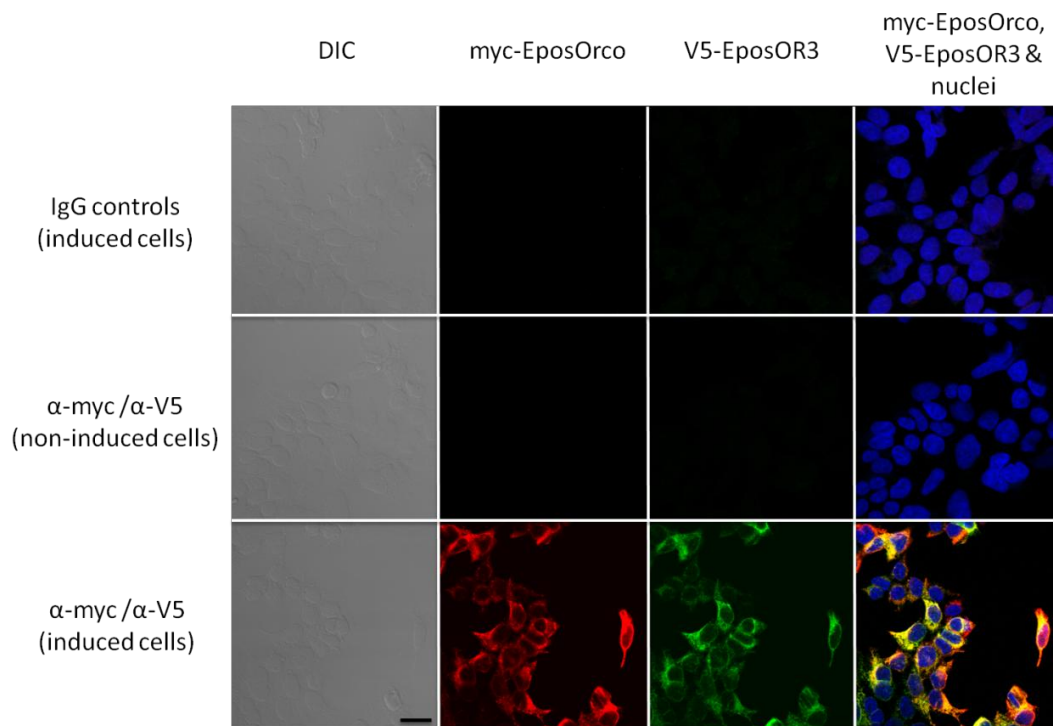 DIC
myc-EposOrco
V5-EposOR3
myc-EposOrco,
V5-EposOR3 &
nuclei
IgG controls
(induced cells)
α-myc /α-V5
(non-induced cells)
α-myc /α-V5
(induced cells)